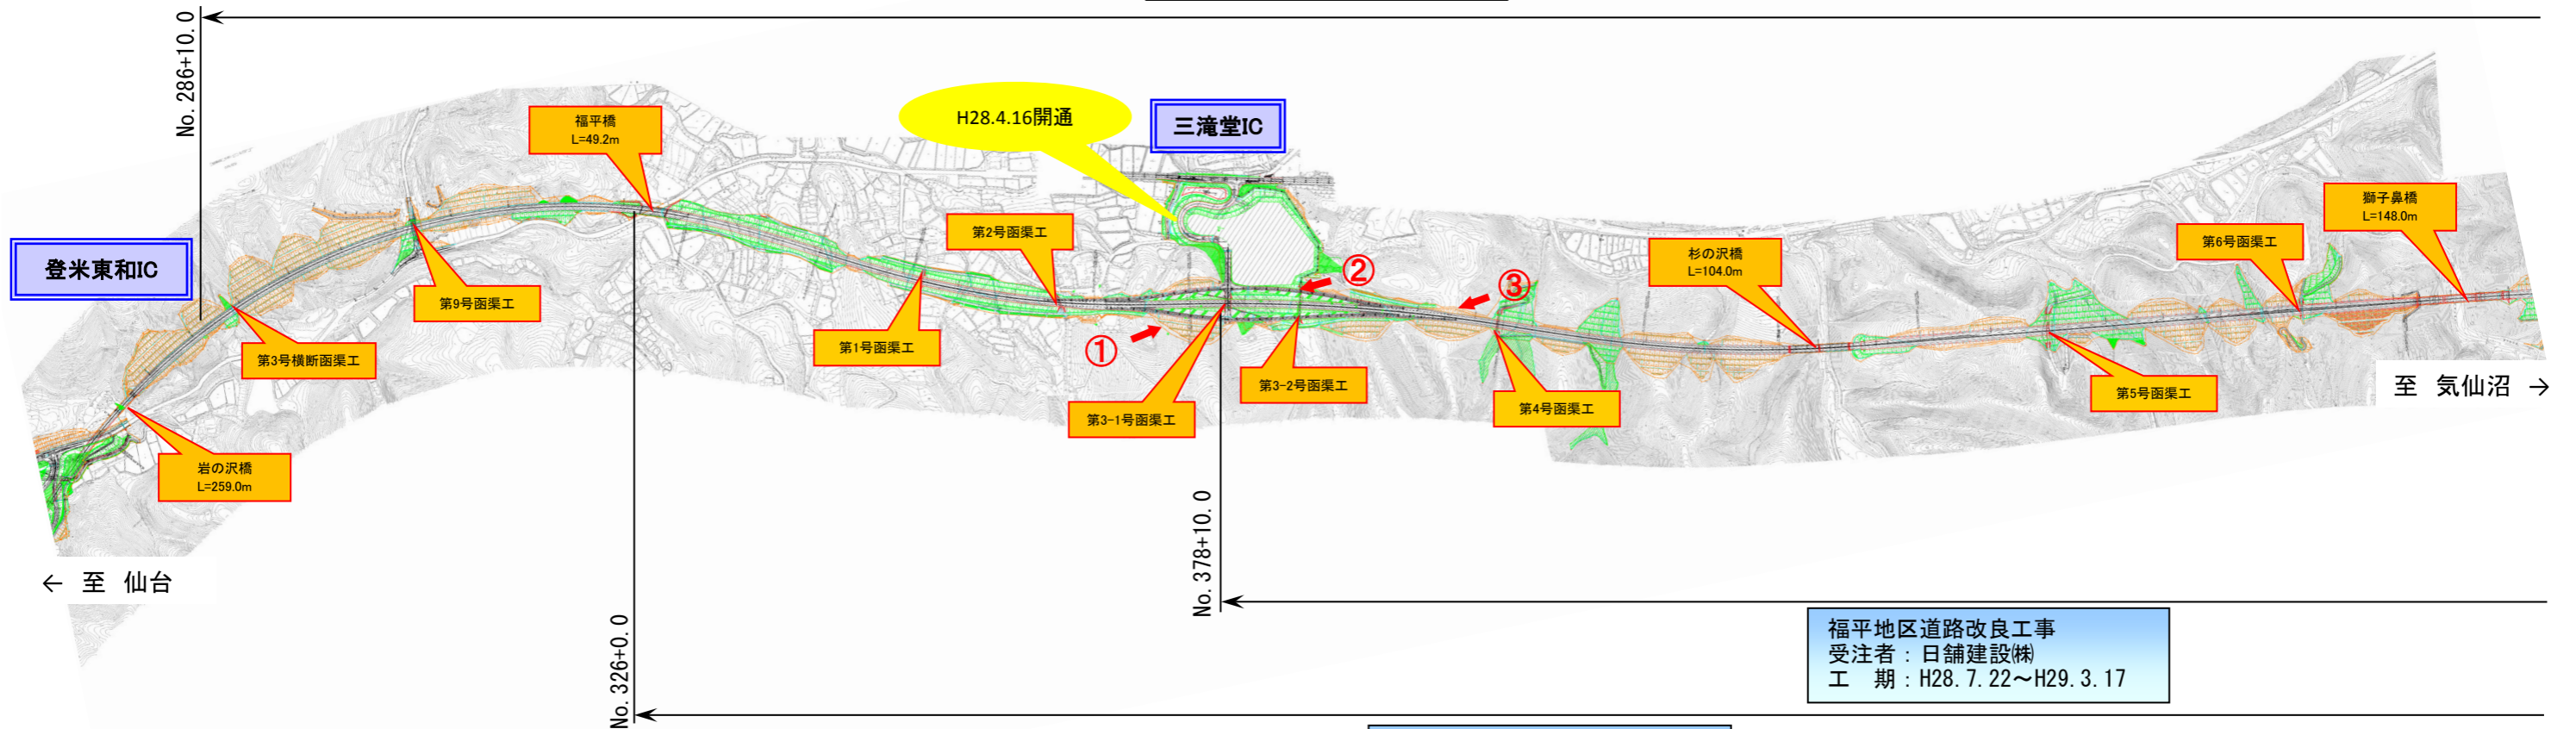 No.286+10.0
福平橋
L=49.2m
H28.4.16開通
三滝堂IC
獅子鼻橋
L=148.0m
第2号函渠工
第6号函渠工
登米東和IC
杉の沢橋
L=104.0m
②
③
第9号函渠工
①
第1号函渠工
第3号横断函渠工
第3-2号函渠工
第5号函渠工
至 気仙沼 →
第3-1号函渠工
第4号函渠工
岩の沢橋
L=259.0m
No.378+10.0
← 至 仙台
No.326+0.0
福平地区道路改良工事
受注者：日舗建設㈱
工 期：H28.7.22～H29.3.17